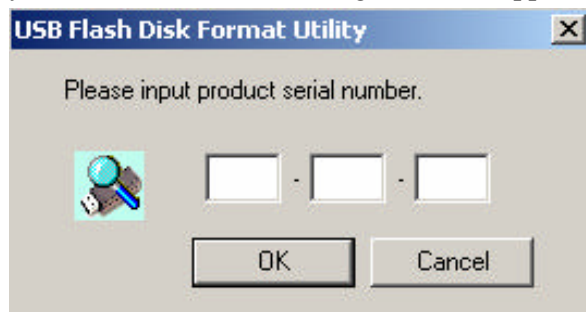 USB Flash Disk Format Utility
Please input product serial number.
- -
OK Cancel